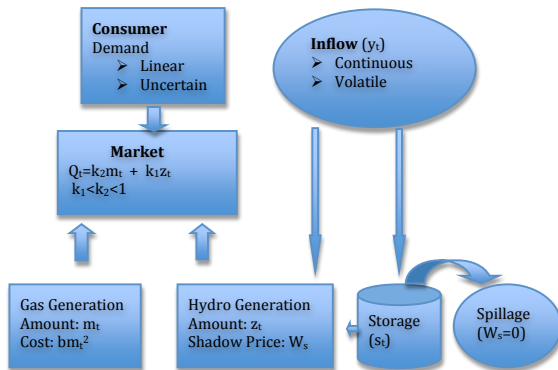 Consumer
Demand
➢ Linear
➢ Uncertain
Inflow (yₜ)
➢ Continuous
➢ Volatile
Market
Qₜ=k₂mₜ + k₁zₜ
k₁<k₂<1
Gas Generation
Amount: mₜ
Cost: bmₜ²
Hydro Generation
Amount: zₜ
Shadow Price: Wₛ
Storage
(sₜ)
Spillage
(Wₛ=0)